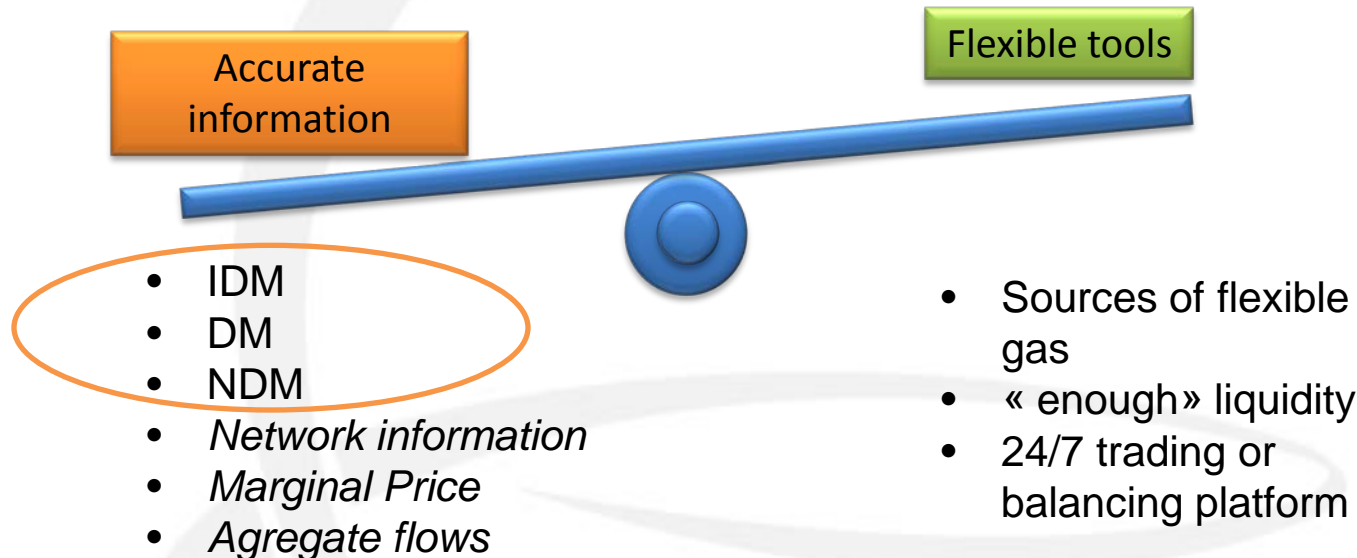 Accurate
information
Flexible tools
• IDM
• DM
• NDM
• Network information
• Marginal Price
• Agregate flows
• Sources of flexible
gas
• « enough» liquidity
• 24/7 trading or
balancing platform